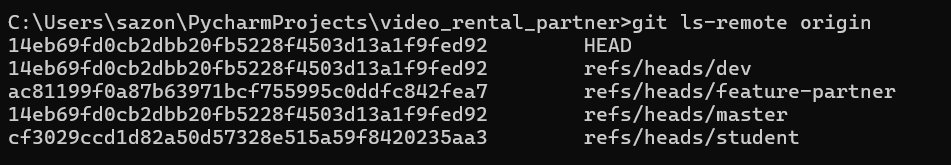 C:\Users\sazon\PycharmProjects\video_rental_partner>git ls-remote origin
14eb69fd0cb2dbb20fb5228f4503d13a1f9fed92        HEAD
14eb69fd0cb2dbb20fb5228f4503d13a1f9fed92        refs/heads/dev
ac81199f0a87b63971bcf755995c0ddfc842fea7        refs/heads/feature-partner
14eb69fd0cb2dbb20fb5228f4503d13a1f9fed92        refs/heads/master
cf3029ccd1d82a50d57328e515a59f8420235aa3        refs/heads/student